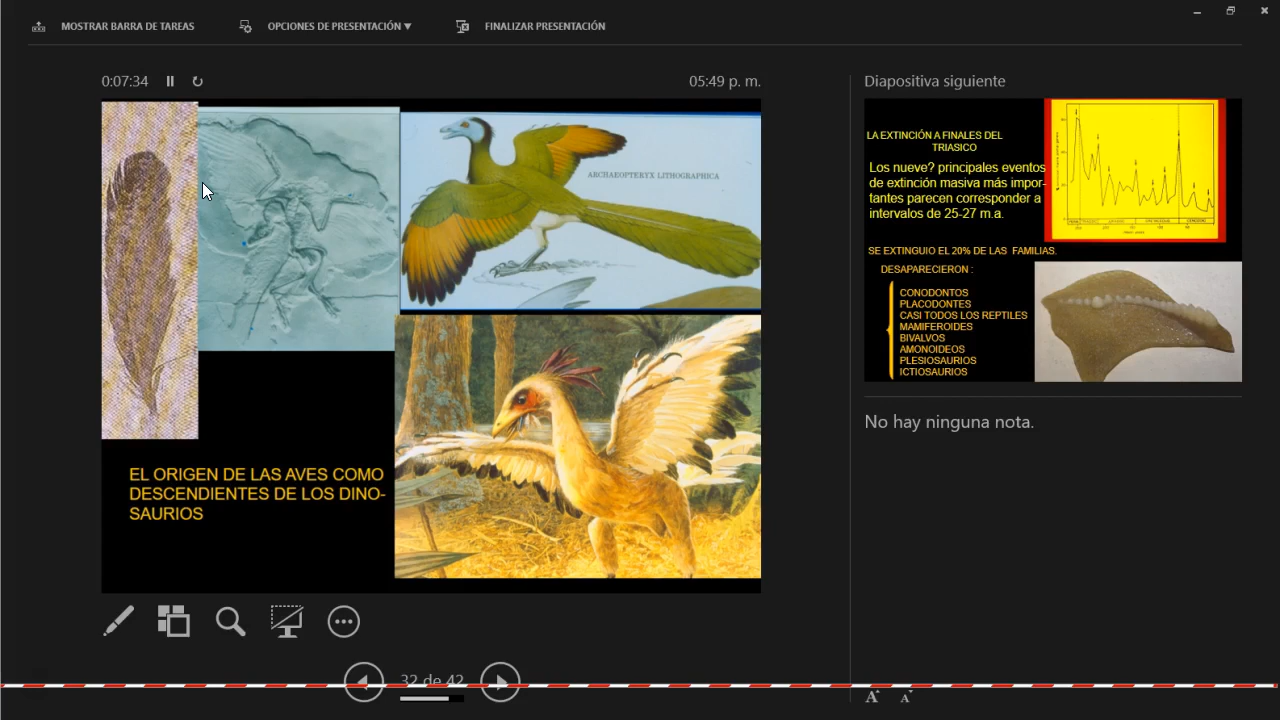 MOSTRAR BARRA DE TAREAS
OPCIONES DE PRESENTACIÓN ▼
FINALIZAR PRESENTACIÓN
0:07:34
05:49 p. m.
ARCHAEOPTERYX LITHOGRAPHICA
EL ORIGEN DE LAS AVES COMO
DESCENDIENTES DE LOS DINO-
SAURIOS
32 de 42
Diapositiva siguiente
LA EXTINCIÓN A FINALES DEL
TRIASICO
Los nueve? principales eventos
de extinción masiva más impor-
tantes parecen corresponder a
intervalos de 25-27 m.a.
SE EXTINGUIO EL 20% DE LAS FAMILIAS.
DESAPARECIERON :
CONODONTOS
PLACODONTES
CASI TODOS LOS REPTILES
MAMIFEROIDES
BIVALVOS
AMONOIDEOS
PLESIOSAURIOS
ICTIOSAURIOS
No hay ninguna nota.
A A